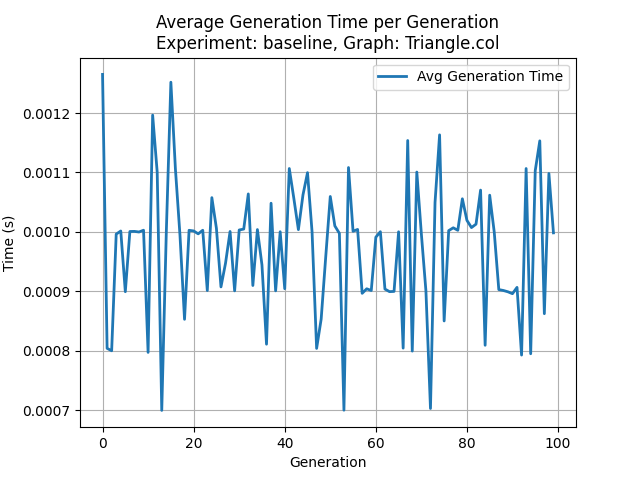 Average Generation Time per Generation
Experiment: baseline, Graph: Triangle.col
Avg Generation Time
Time (s)
0.0012
0.0011
0.0010
0.0009
0.0008
0.0007
0 20 40 60 80 100
Generation